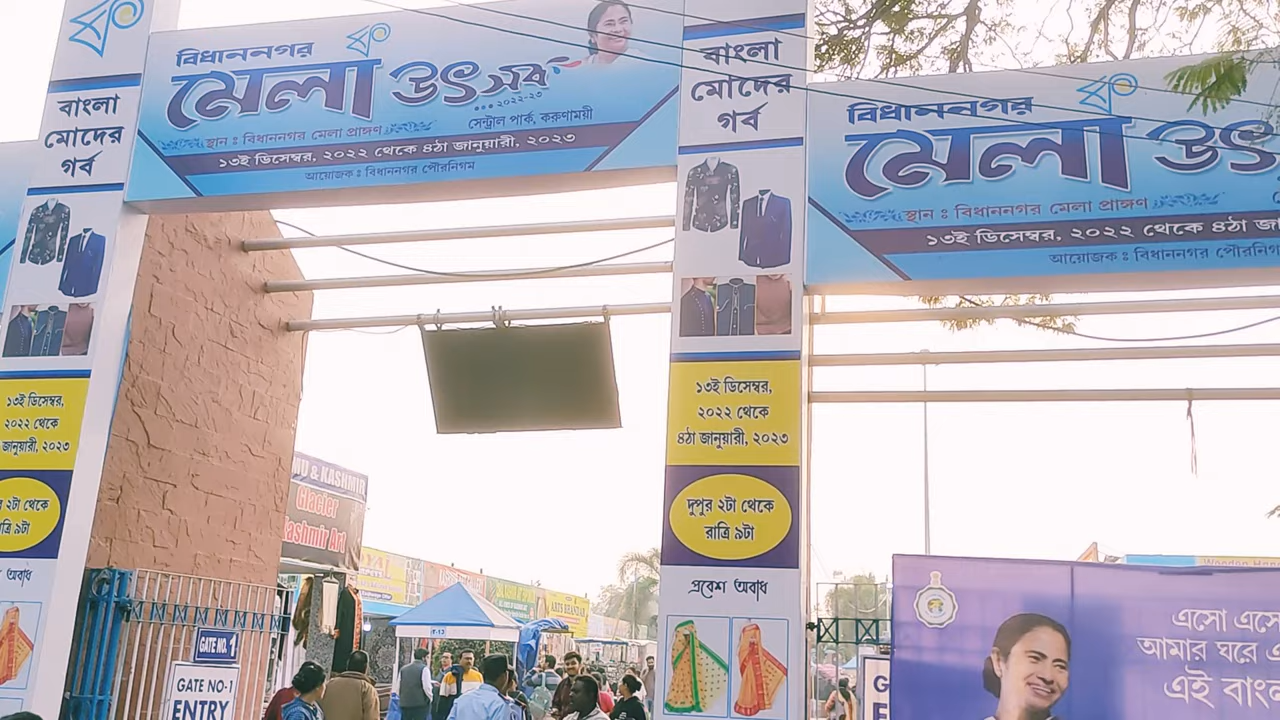 বাংলা
মোদের
গর্ব
১৩ই ডিসেম্বর,
২০২২ থেকে
জানুয়ারী, ২০২৩
২টা থেকে
রাত্রি ৯টা
অবাধ
বিধাননগর
মেলা উৎসব
২০২২-২৩
সেন্ট্রাল পার্ক, করুণাময়ী
স্থান ঃ বিধাননগর মেলা প্রাঙ্গণ
১৩ই ডিসেম্বর, ২০২২ থেকে ৪ঠা জানুয়ারী, ২০২৩
আয়োজক ঃ বিধাননগর পৌরনিগম
বাংলা
মোদের
গর্ব
১৩ই ডিসেম্বর,
২০২২ থেকে
৪ঠা জানুয়ারী, ২০২৩
দুপুর ২টা থেকে
রাত্রি ৯টা
প্রবেশ অবাধ
বিধাননগর
মেলা উৎ
স্থান ঃ বিধাননগর মেলা প্রাঙ্গণ
১৩ই ডিসেম্বর, ২০২২ থেকে ৪ঠা
আয়োজক ঃ বিধাননগর পৌরনিগ
MU & KASHMIR
Glacier
Kashmir Art
T-13
GATE NO. 1
GATE NO-1
ENTRY
এসো এসো
আমার ঘরে
এই বাং